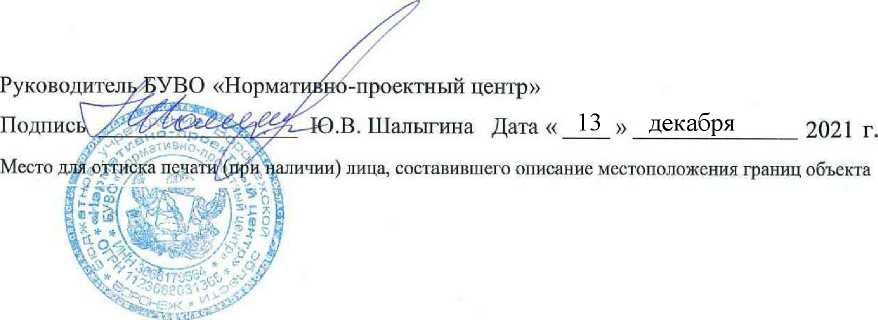 Руководитель БУВО «Нормативно-проектный центр»
Подпись ____________ Ю.В. Шалыгина Дата « 13 » декабря 2021 г.
Место для оттиска печати (при наличии) лица, составившего описание местоположения границ объекта